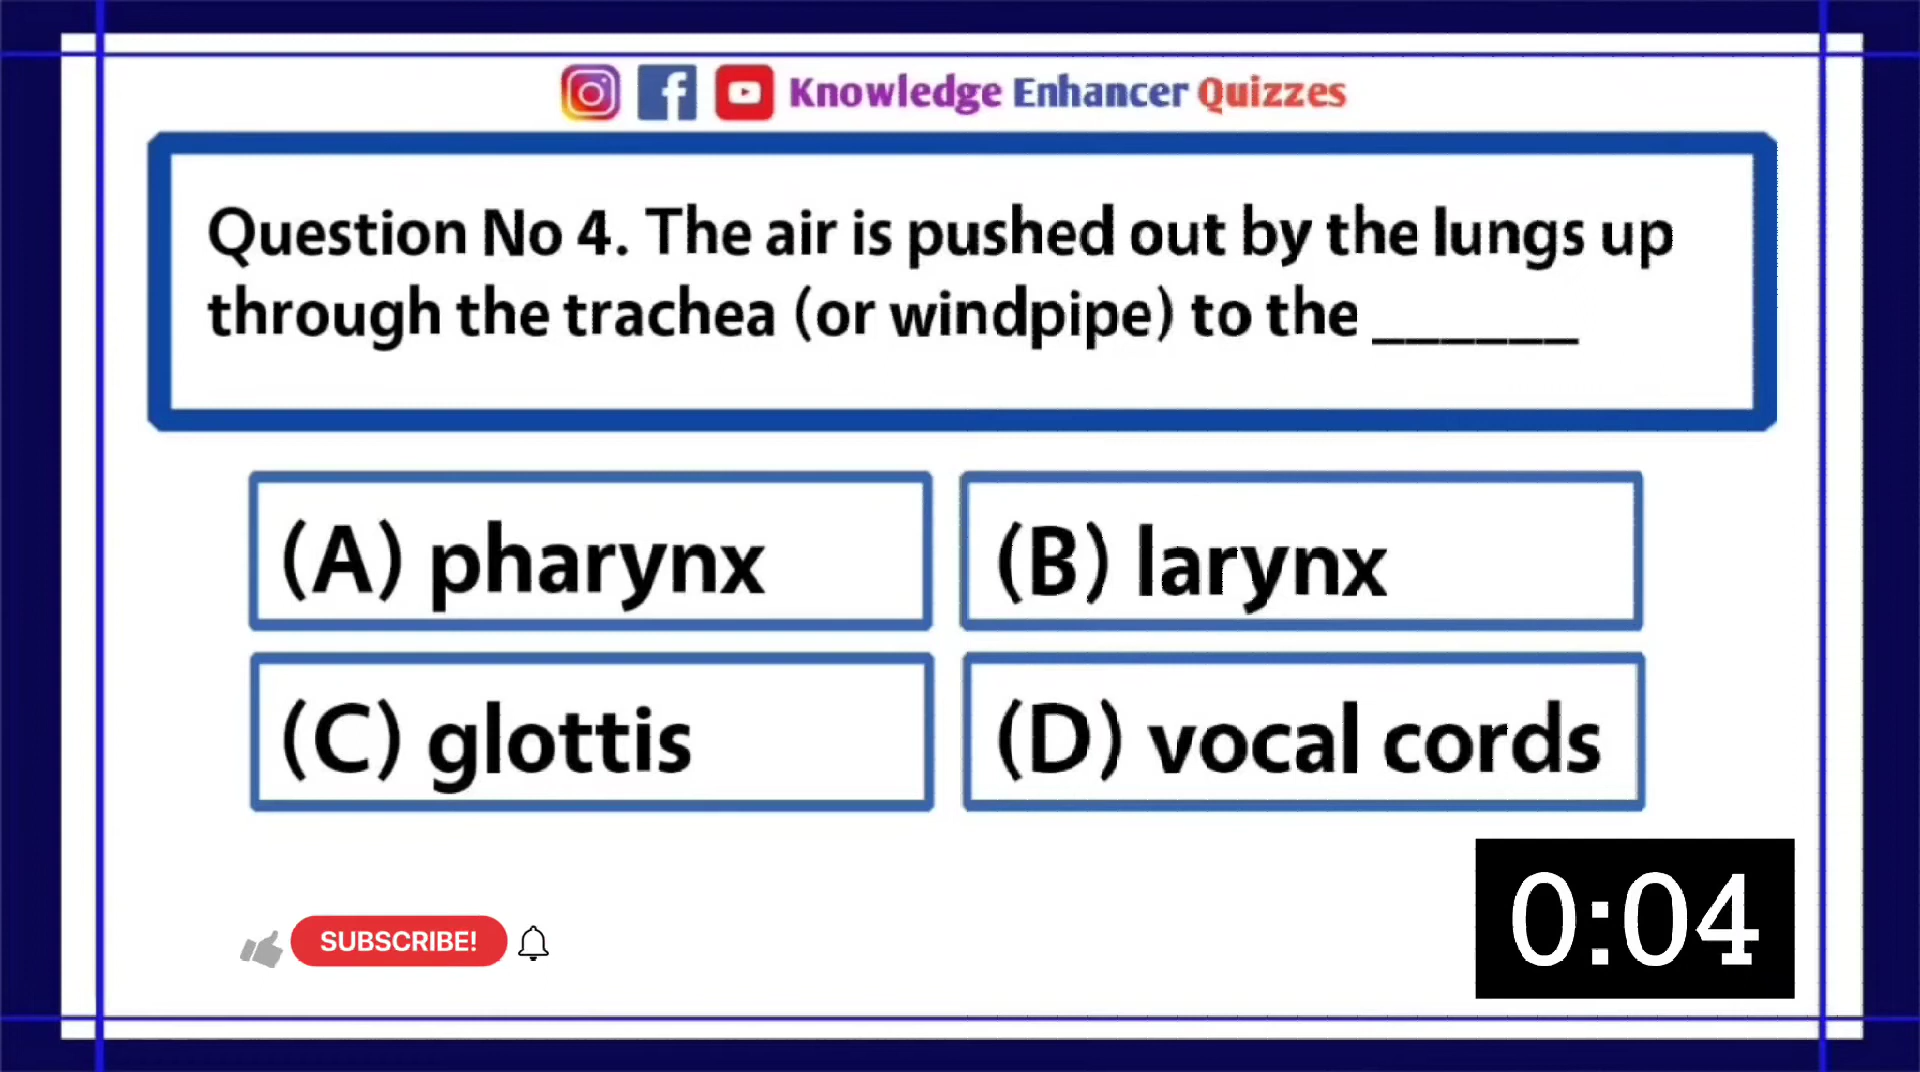 Knowledge Enhancer Quizzes
Question No 4. The air is pushed out by the lungs up
through the trachea (or windpipe) to the ______
(A) pharynx
(B) larynx
(C) glottis
(D) vocal cords
SUBSCRIBE!
0:04